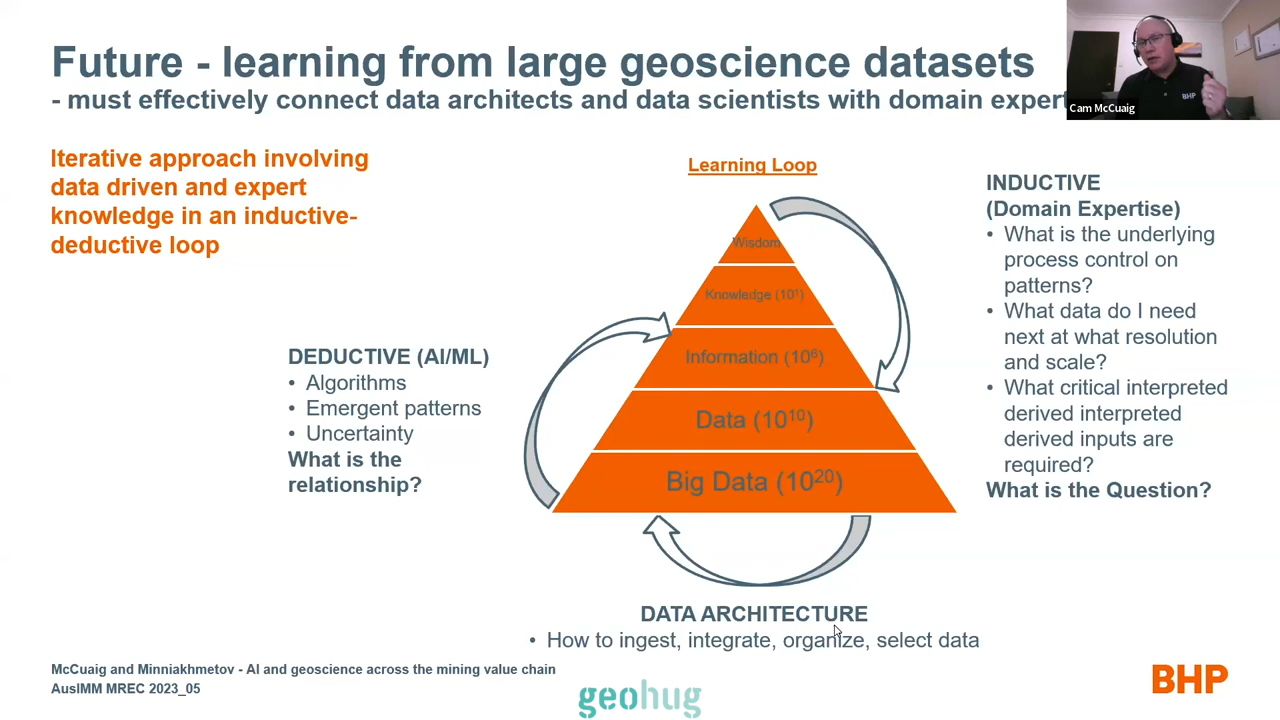 Future - learning from large geoscience datasets
- must effectively connect data architects and data scientists with domain
Cam McCuaig
BHP
Iterative approach involving
data driven and expert
knowledge in an inductive-
deductive loop
Learning Loop
Wisdom
Knowledge (10¹)
Information (10⁶)
Data (10¹⁰)
Big Data (10²⁰)
DEDUCTIVE (AI/ML)
• Algorithms
• Emergent patterns
• Uncertainty
What is the
relationship?
INDUCTIVE
(Domain Expertise)
• What is the underlying
process control on
patterns?
• What data do I need
next at what resolution
and scale?
• What critical interpreted
derived interpreted
derived inputs are
required?
What is the Question?
DATA ARCHITECTURE
• How to ingest, integrate, organize, select data
McCuaig and Minniakhmetov - AI and geoscience across the mining value chain
AusIMM MREC 2023_05
geohug
BHP